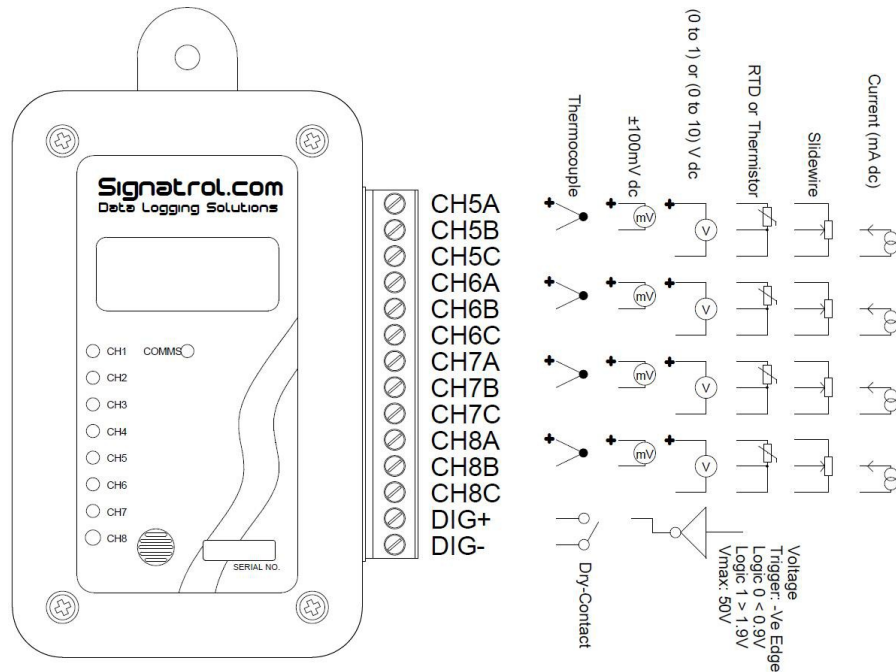 Signatrol.com
Data Logging Solutions
CH1 COMMS
CH2
CH3
CH4
CH5
CH6
CH7
CH8
SERIAL NO.
CH5A
CH5B
CH5C
CH6A
CH6B
CH6C
CH7A
CH7B
CH7C
CH8A
CH8B
CH8C
DIG+
DIG-
Thermocouple
±100mV dc
(0 to 1) or (0 to 10) V dc
RTD or Thermistor
Slidewire
Current (mA dc)
+ mV + V
+ mV + V
+ mV + V
+ mV + V
Dry-Contact
Voltage
Trigger: -Ve Edge
Logic 0 < 0.9V
Logic 1 > 1.9V
Vmax: 50V